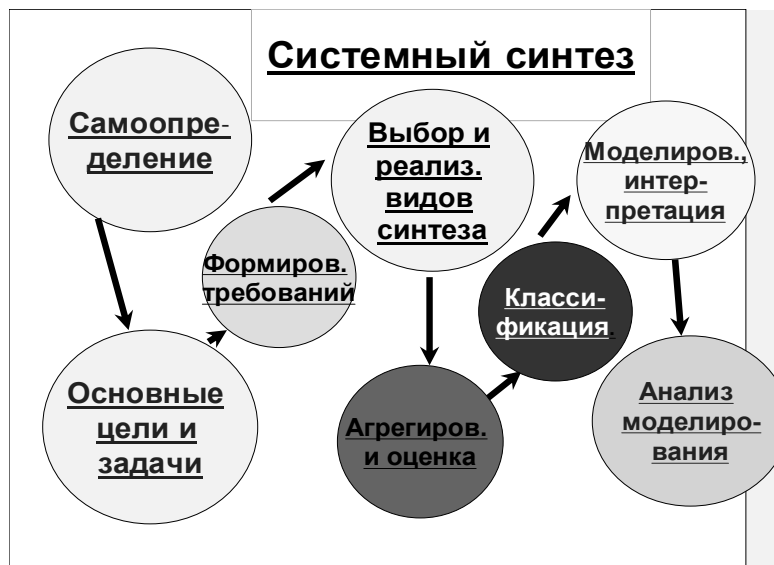 Системный синтез
Самоопре-
деление
Основные
цели и
задачи
Формиров.
требований
Выбор и
реализ.
видов
синтеза
Агрегиров.
и оценка
Класси-
фикация.
Моделиров.,
интер-
претация
Анализ
моделиро-
вания